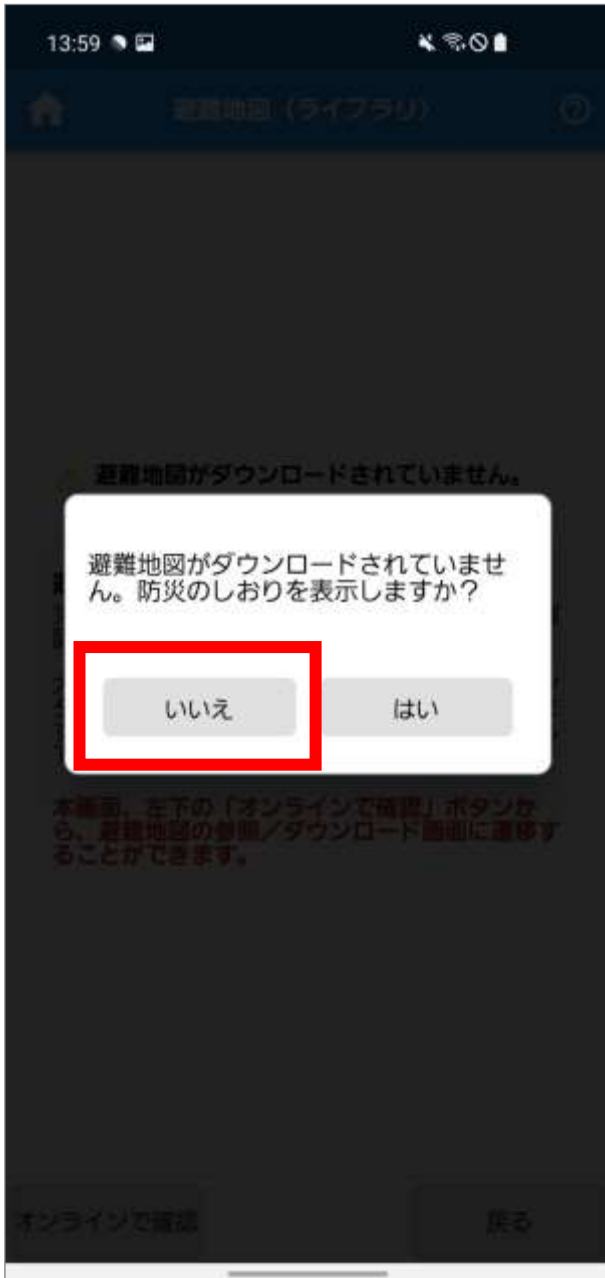 13:59
避難地図（ライブラリ）
避難地図がダウンロードされていません。
避難地図がダウンロードされていませ
ん。防災のしおりを表示しますか？
いいえ
はい
本画面、左下の「オンラインで確認」ボタンか
ら、避難地図の参照／ダウンロード画面に遷移す
ることができます。
オンラインで確認
戻る